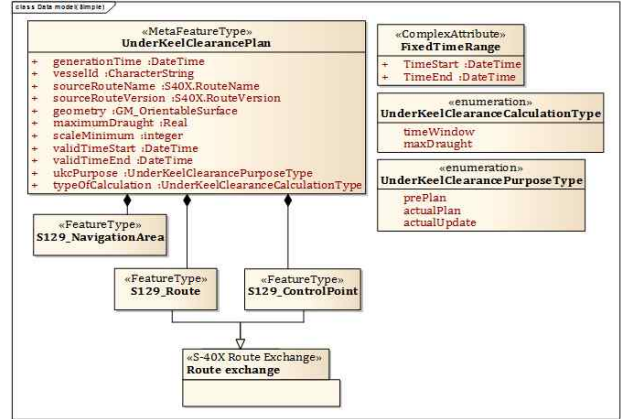 class Data model(Simple)
«MetaFeatureType»
UnderKeelClearancePlan
+ generationTime :DateTime
+ vesselId :CharacterString
+ sourceRouteName :S40X.RouteName
+ sourceRouteVersion :S40X.RouteVersion
+ geometry :GM_OrientableSurface
+ maximumDraught :Real
+ scaleMinimum :integer
+ validTimeStart :DateTime
+ validTimeEnd :DateTime
+ ukcPurpose :UnderKeelClearancePurposeType
+ typeOfCalculation :UnderKeelClearanceCalculationType
«ComplexAttribute»
FixedTimeRange
+ TimeStart :DateTime
+ TimeEnd :DateTime
«enumeration»
UnderKeelClearanceCalculationType
timeWindow
maxDraught
«enumeration»
UnderKeelClearancePurposeType
prePlan
actualPlan
actualUpdate
«FeatureType»
S129_NavigationArea
«FeatureType»
S129_Route
«FeatureType»
S129_ControlPoint
«S-40X Route Exchange»
Route exchange